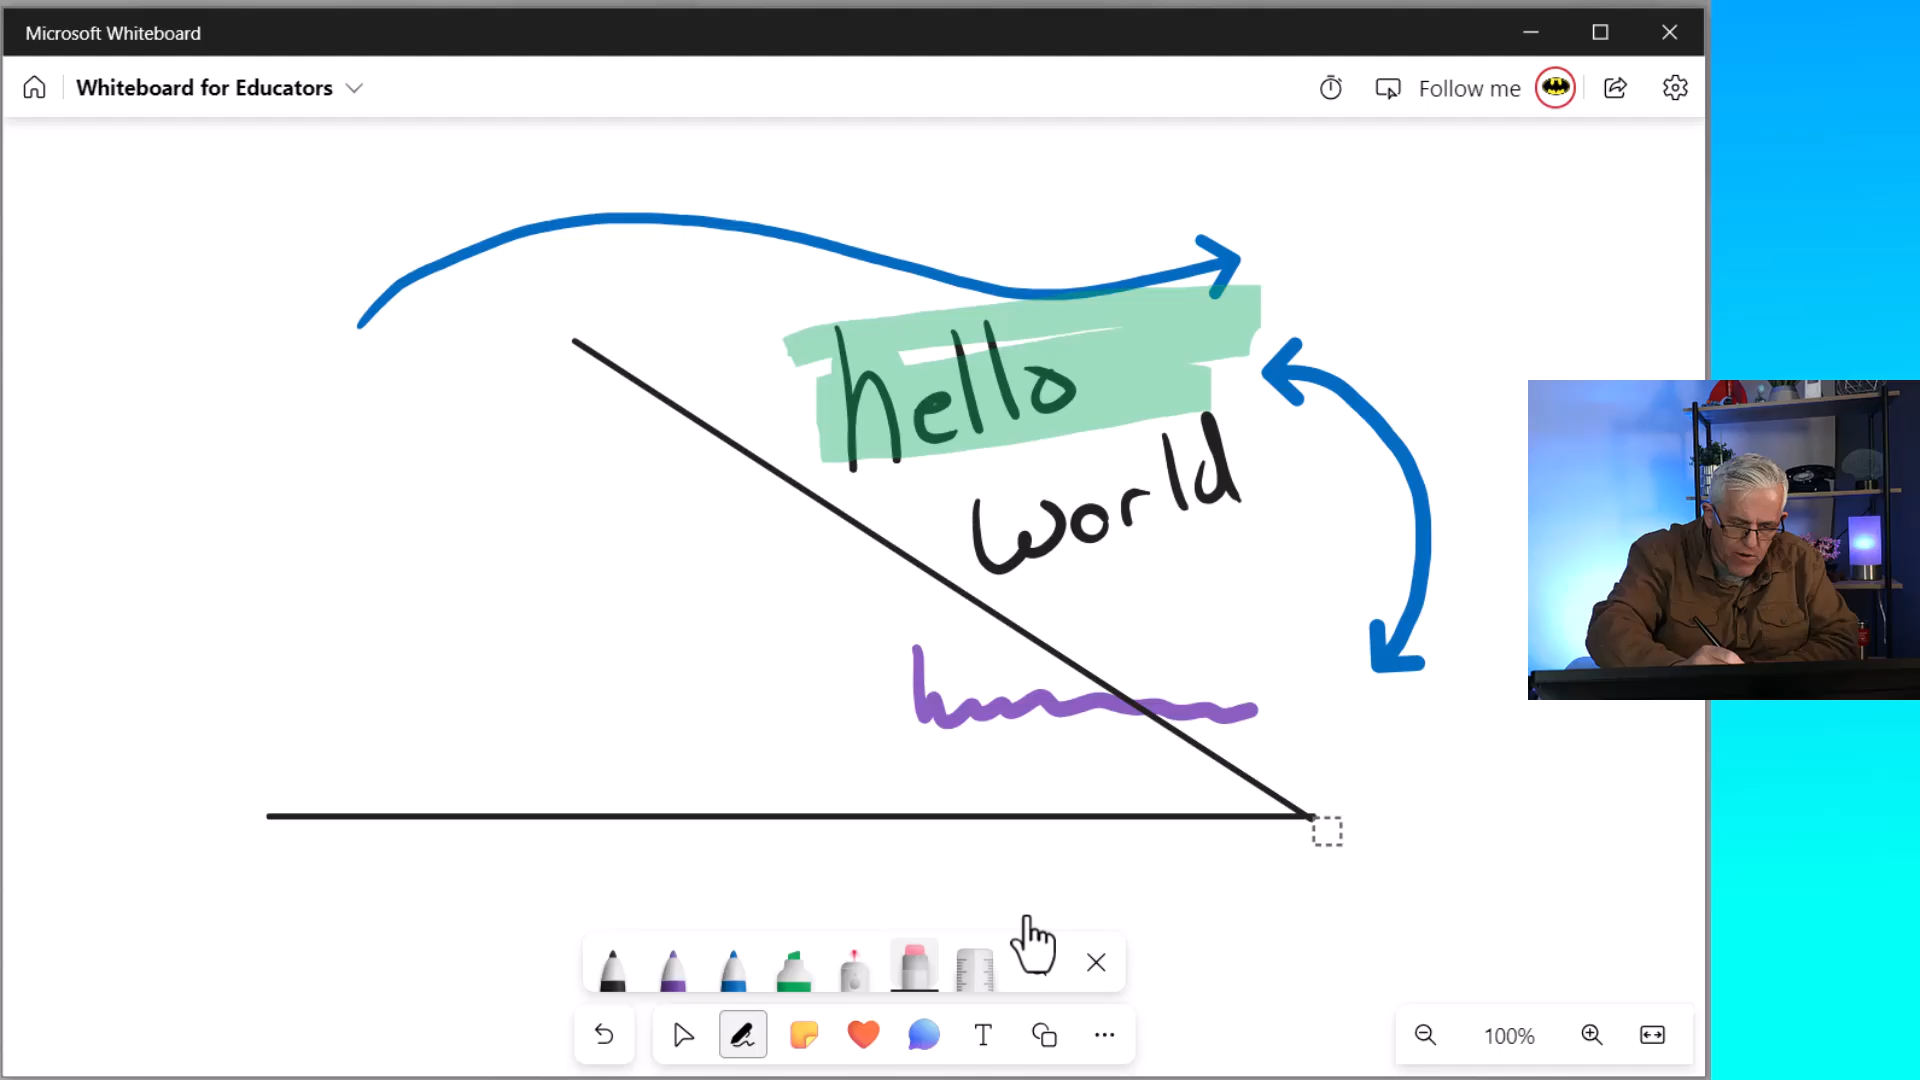 Microsoft Whiteboard
Whiteboard for Educators
Follow me
hello
world
T
100%